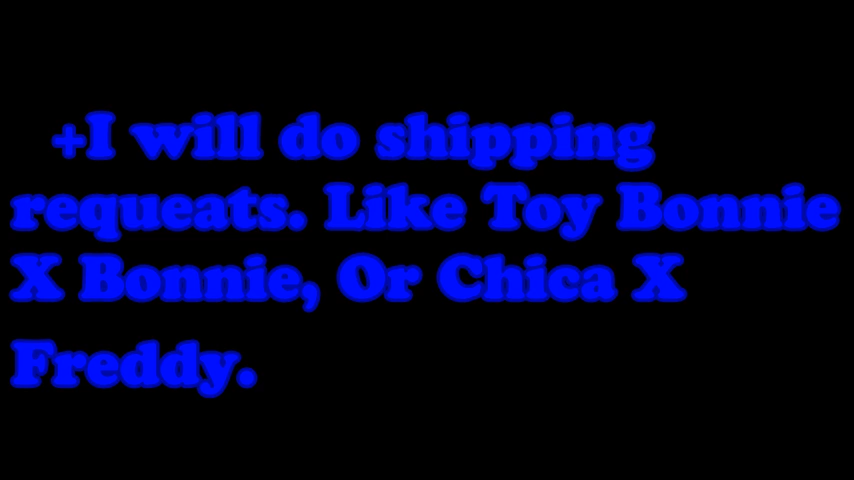 +I will do shipping
requeats. Like Toy Bonnie
X Bonnie, Or Chica X
Freddy.